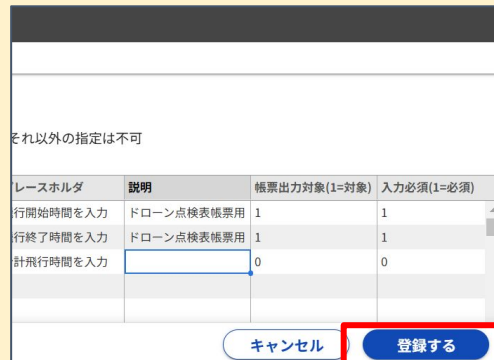 それ以外の指定は不可
レースホルダ 説明 帳票出力対象(1=対象) 入力必須(1=必須)
行開始時間を入力 ドローン点検表帳票用 1 1
行終了時間を入力 ドローン点検表帳票用 1 1
計飛行時間を入力 0 0
キャンセル 登録する